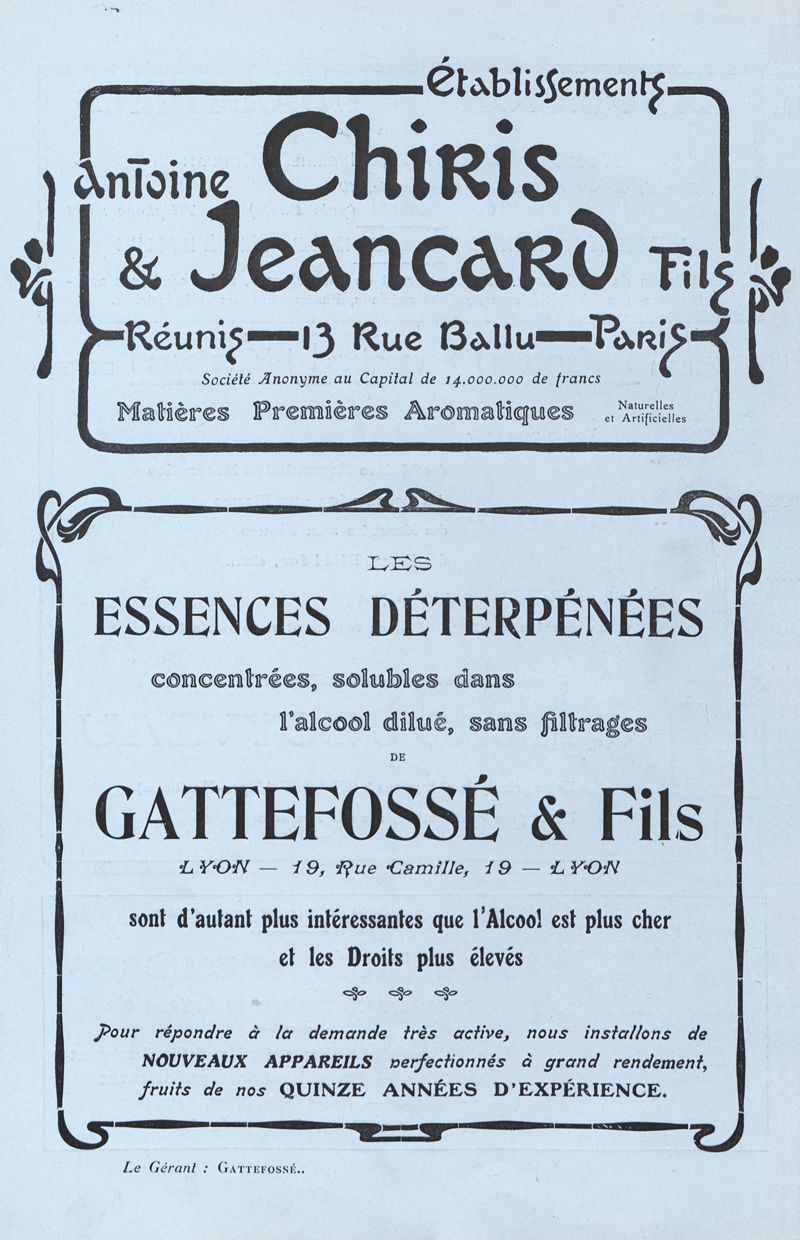 Établissements
Antoine Chiris
& Jeancard Fils
Réunis — 13 Rue Ballu — Paris
Société Anonyme au Capital de 14.000.000 de francs
Matières Premières Aromatiques Naturelles et Artificielles
LES
ESSENCES DÉTERPÉNÉES
concentrées, solubles dans
l'alcool dilué, sans filtrages
DE
GATTEFOSSÉ & Fils
LYON — 19, Rue Camille, 19 — LYON
sont d'autant plus intéressantes que l'Alcool est plus cher
et les Droits plus élevés
Pour répondre à la demande très active, nous installons de
NOUVEAUX APPAREILS perfectionnés à grand rendement,
fruits de nos QUINZE ANNÉES D'EXPÉRIENCE.
Le Gérant : GATTEFOSSÉ..